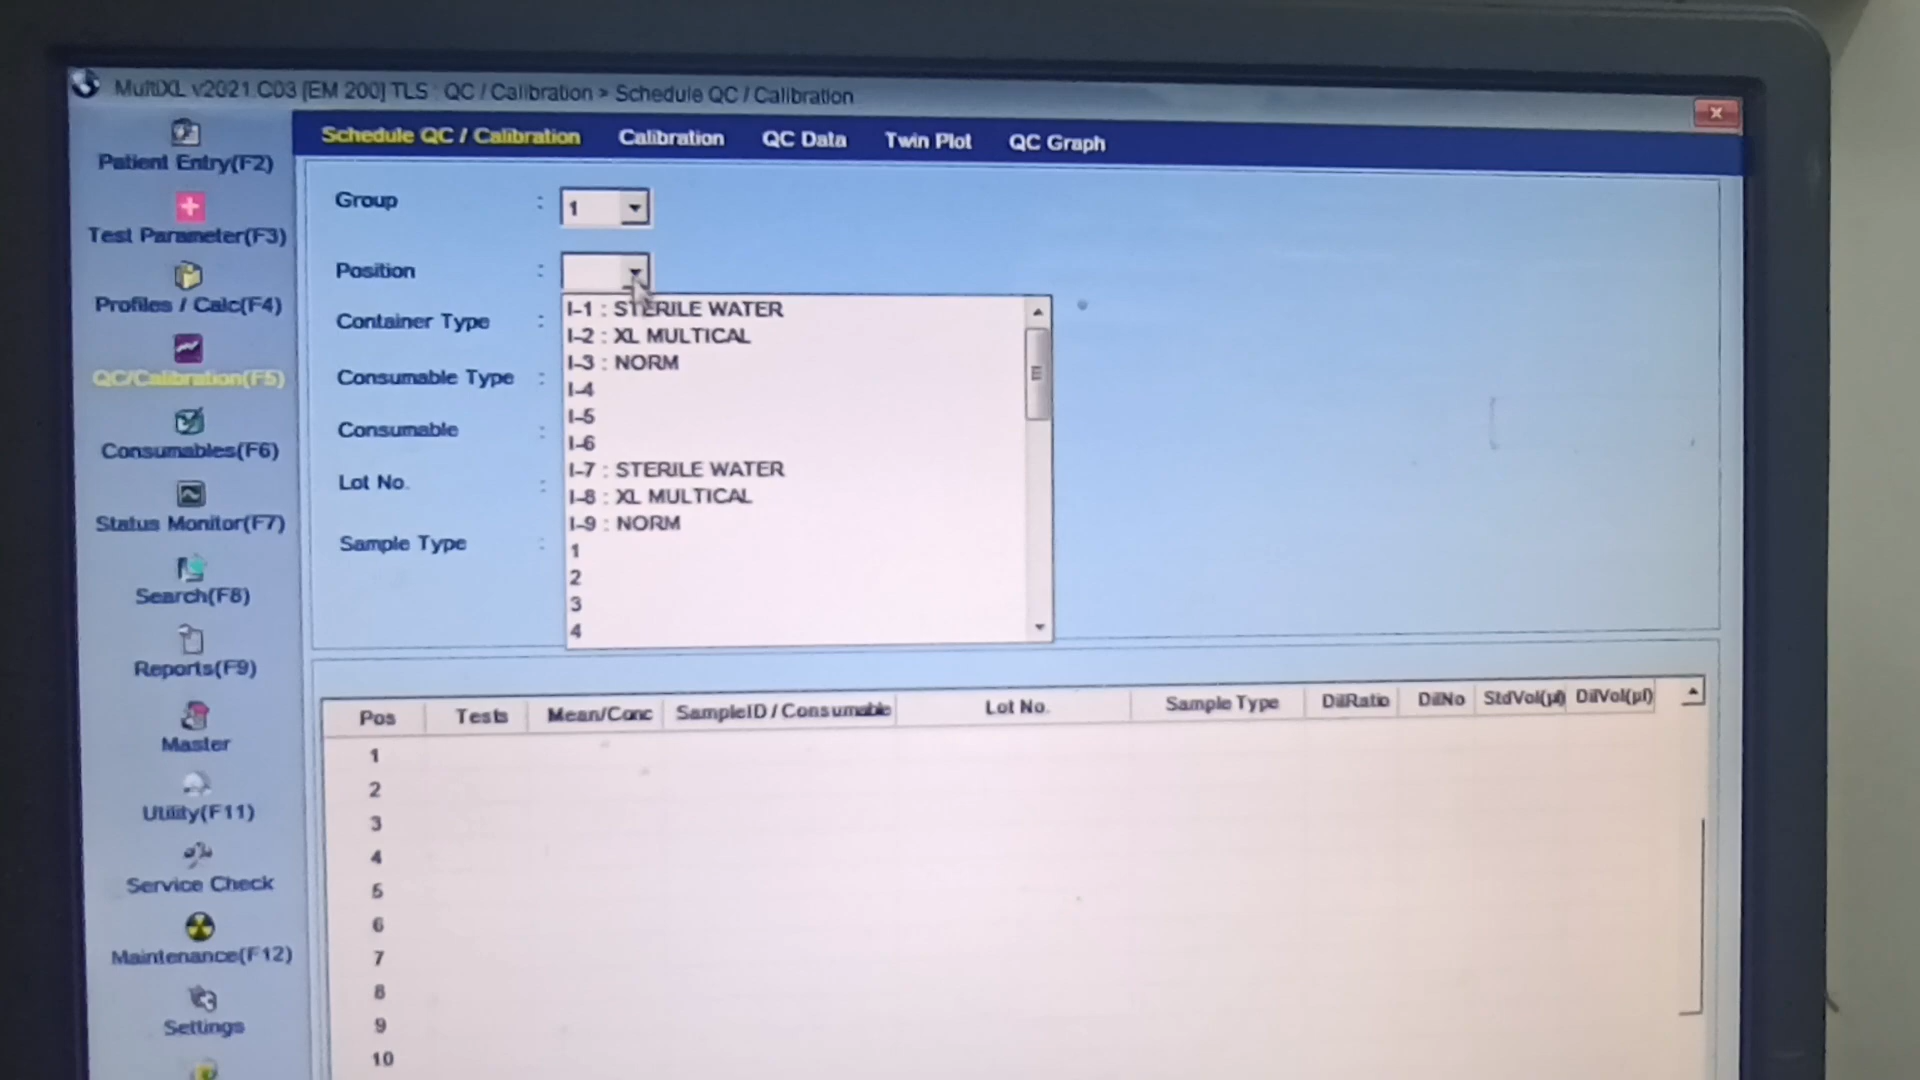 MultiXL v2021.C03 [EM 200] TLS : QC / Calibration > Schedule QC / Calibration
Schedule QC / Calibration Calibration QC Data Twin Plot QC Graph
Patient Entry(F2)
Test Parameter(F3)
Profiles / Calc(F4)
QC/Calibration(F5)
Consumables(F6)
Status Monitor(F7)
Search(F8)
Reports(F9)
Master
Utility(F11)
Service Check
Maintenance(F12)
Settings
Group : 1
Position :
Container Type :
Consumable Type :
Consumable :
Lot No. :
Sample Type :
I-1 : STERILE WATER
I-2 : XL MULTICAL
I-3 : NORM
I-4
I-5
I-6
I-7 : STERILE WATER
I-8 : XL MULTICAL
I-9 : NORM
1
2
3
4
Pos Tests Mean/Conc SampleID / Consumable Lot No. Sample Type DilRatio DilNo StdVol(µl) DilVol(µl)
1
2
3
4
5
6
7
8
9
10